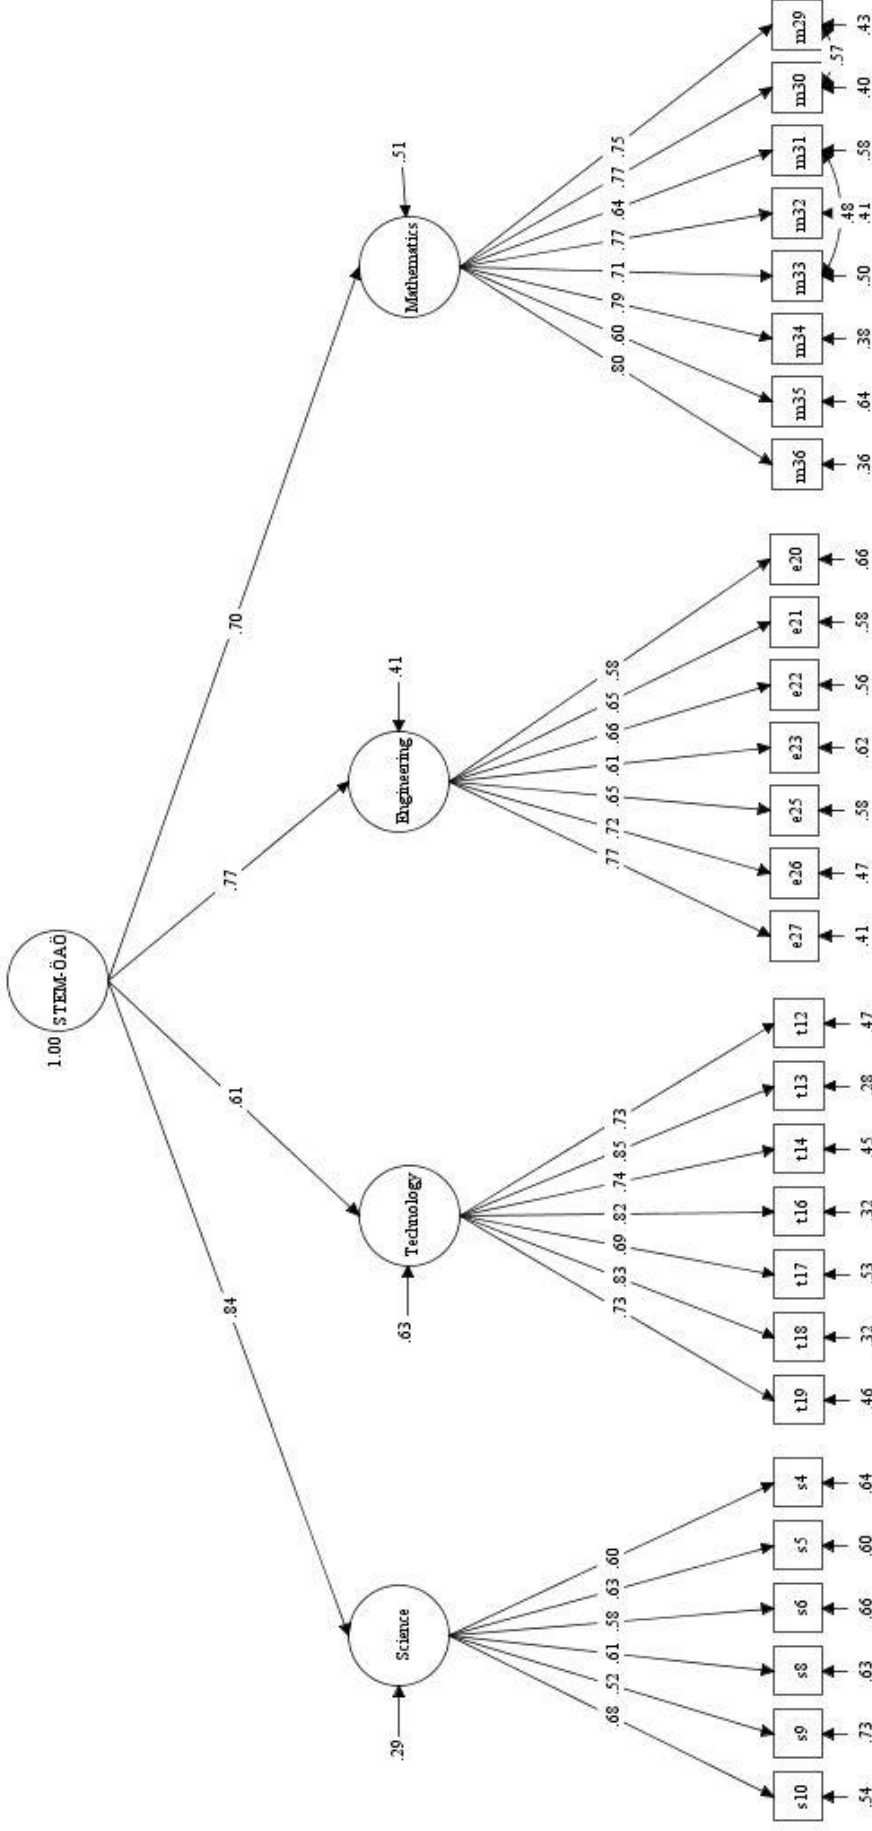 1.00 STEM-ÖAÖ
.84 .61 .77 .70
.29 Science .63 Technology Engineering .41 Mathematics .51
.68 .52 .61 .58 .63 .60 .73 .83 .69 .82 .74 .85 .73 .77 .72 .65 .61 .66 .65 .58 .80 .60 .79 .71 .77 .64 .77 .75
s10 s9 s8 s6 s5 s4 t19 t18 t17 t16 t14 t13 t12 e27 e26 e25 e23 e22 e21 e20 m36 m35 m34 m33 m32 m31 m30 m29
.48 .57
.54 .73 .63 .66 .60 .64 .46 .32 .53 .32 .45 .28 .47 .41 .47 .58 .62 .56 .58 .66 .36 .64 .38 .50 .41 .58 .40 .43